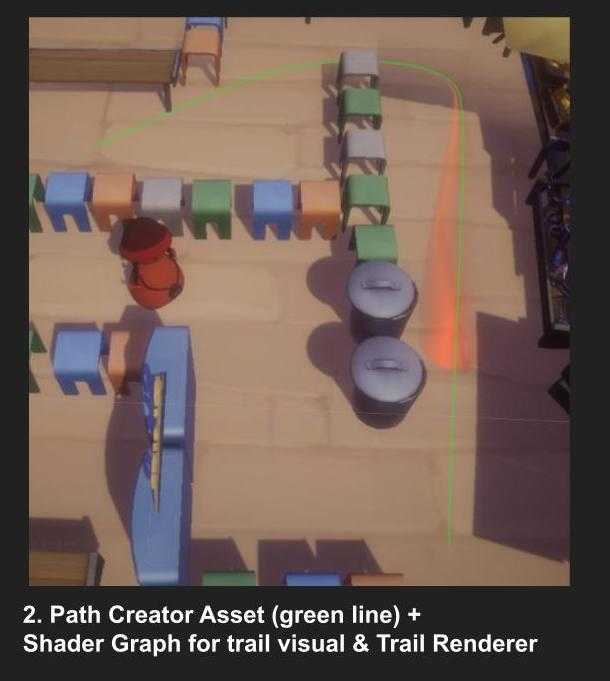 2. Path Creator Asset (green line) +
Shader Graph for trail visual & Trail Renderer